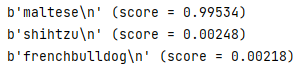 b'maltese\n' (score = 0.99534)
b'shihtzu\n' (score = 0.00248)
b'frenchbulldog\n' (score = 0.00218)